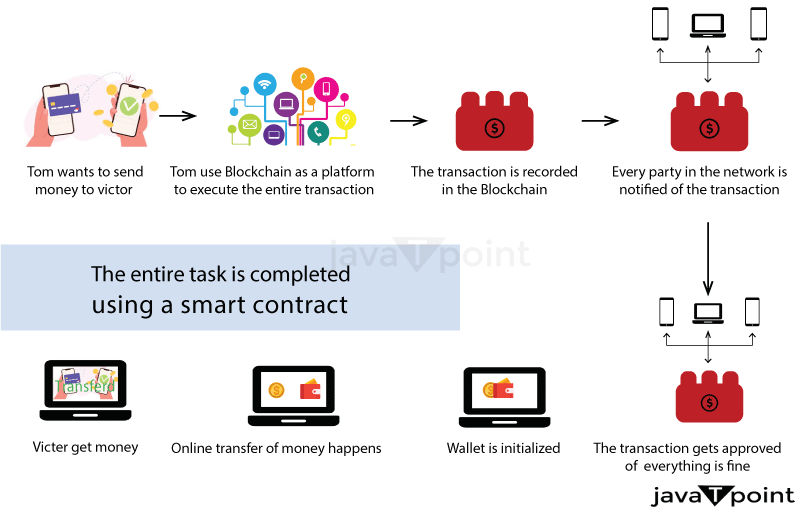 Tom wants to send
money to victor
Tom use Blockchain as a platform
to execute the entire transaction
The transaction is recorded
in the Blockchain
Every party in the network is
notified of the transaction
javaTpoint
The entire task is completed
using a smart contract
Transferd
Victer get money
Online transfer of money happens
Wallet is initialized
The transaction gets approved
of everything is fine
javaTpoint